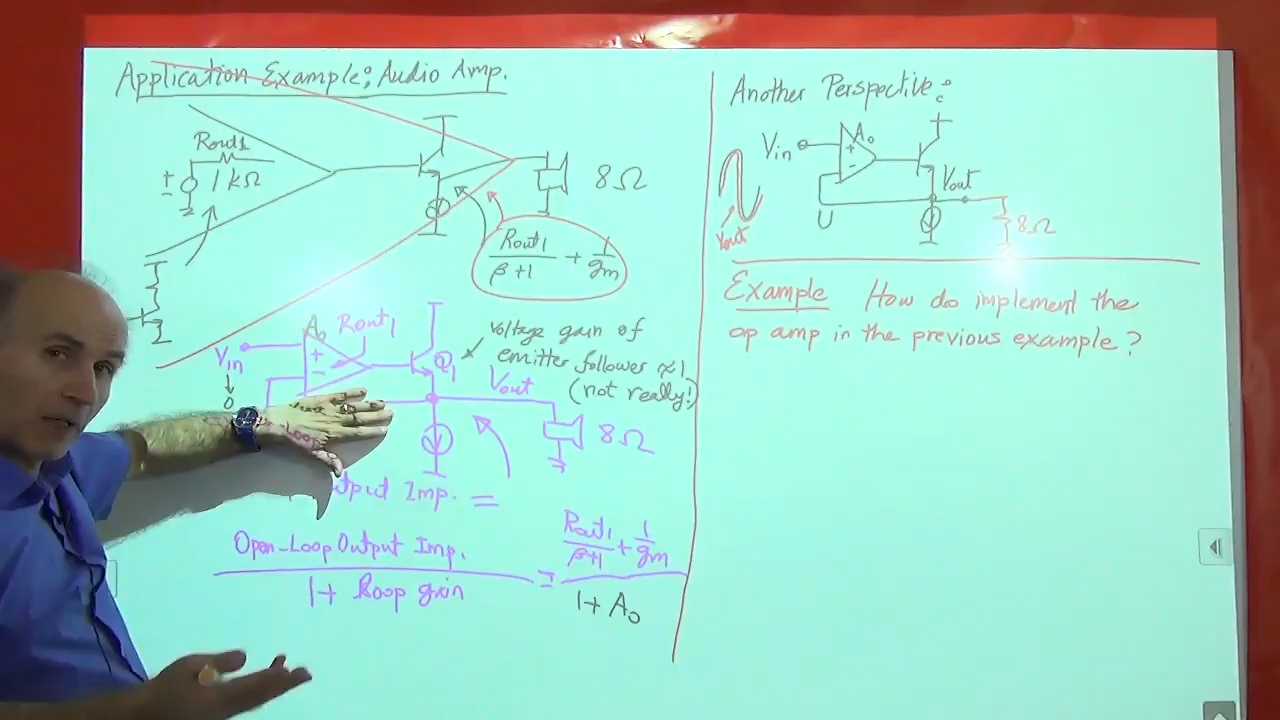 Application Example: Audio Amp.
Rout1
+
-
1 kΩ
8Ω
Rout1
β+1
+ 1
gm
A0
Rout1
Vin
+
-
Q1
0
voltage gain of
emitter follower ≈ 1
(not really!)
Vout
8Ω
Output Imp. =
Open-Loop Output Imp.
1+ Loop gain
=
Rout1
β+1
+ 1
gm
1+ A0
Another Perspective:
Vin
A0
+
-
Vout
Vout
8Ω
Example How do implement the
op amp in the previous example?